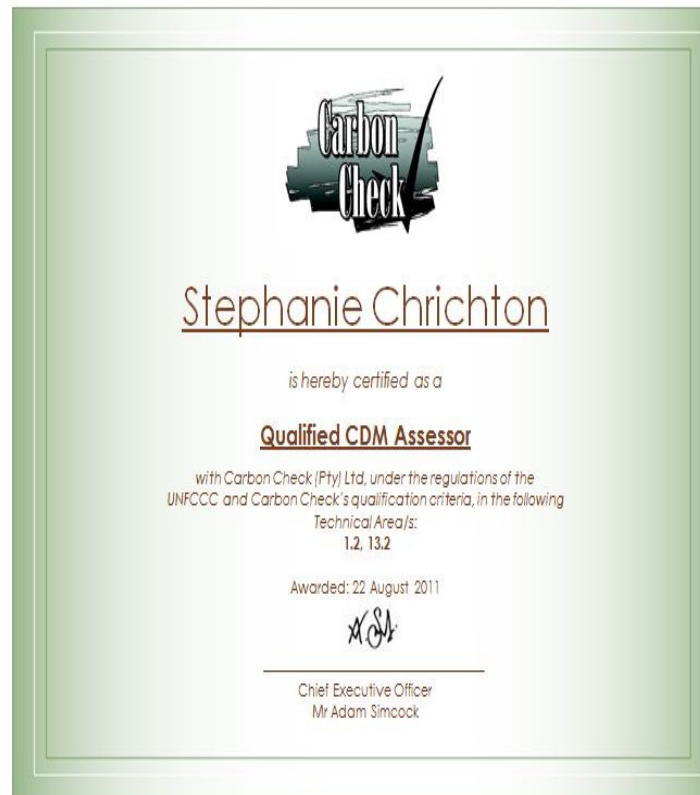 Carbon
Check
Stephanie Chrichton
is hereby certified as a
Qualified CDM Assessor
with Carbon Check (Pty) Ltd, under the regulations of the
UNFCCC and Carbon Check's qualification criteria, in the following
Technical Area/s:
1.2, 13.2
Awarded: 22 August 2011
Chief Executive Officer
Mr Adam Simcock